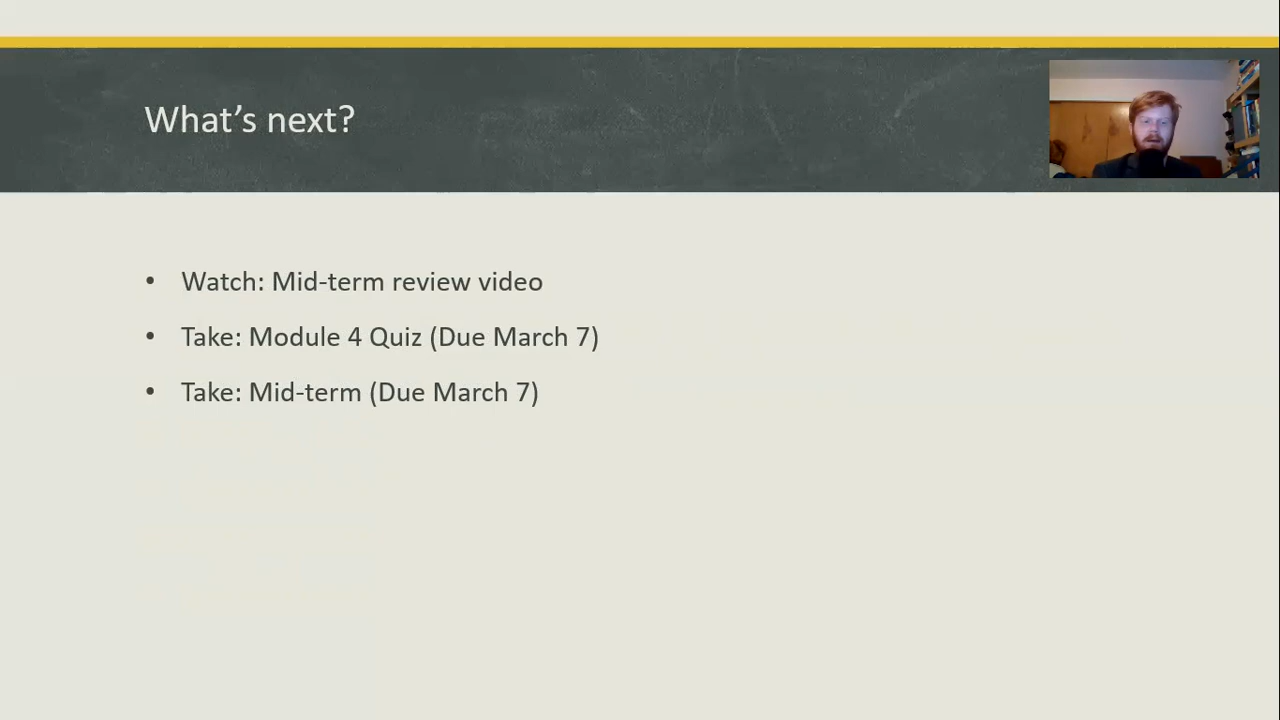 What's next?
• Watch: Mid-term review video
• Take: Module 4 Quiz (Due March 7)
• Take: Mid-term (Due March 7)